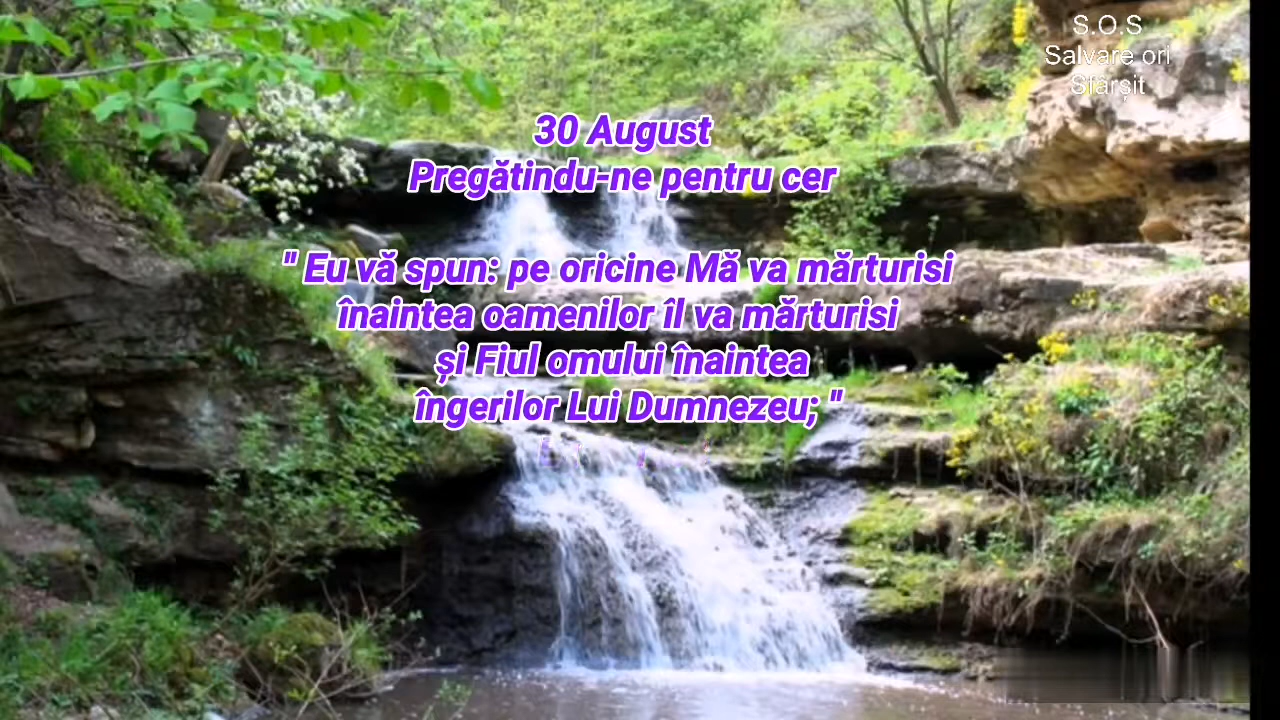 S.O.S
Salvare ori
Sfârșit
30 August
Pregătindu-ne pentru cer
" Eu vă spun: pe oricine Mă va mărturisi
înaintea oamenilor îl va mărturisi
și Fiul omului înaintea
îngerilor Lui Dumnezeu; "